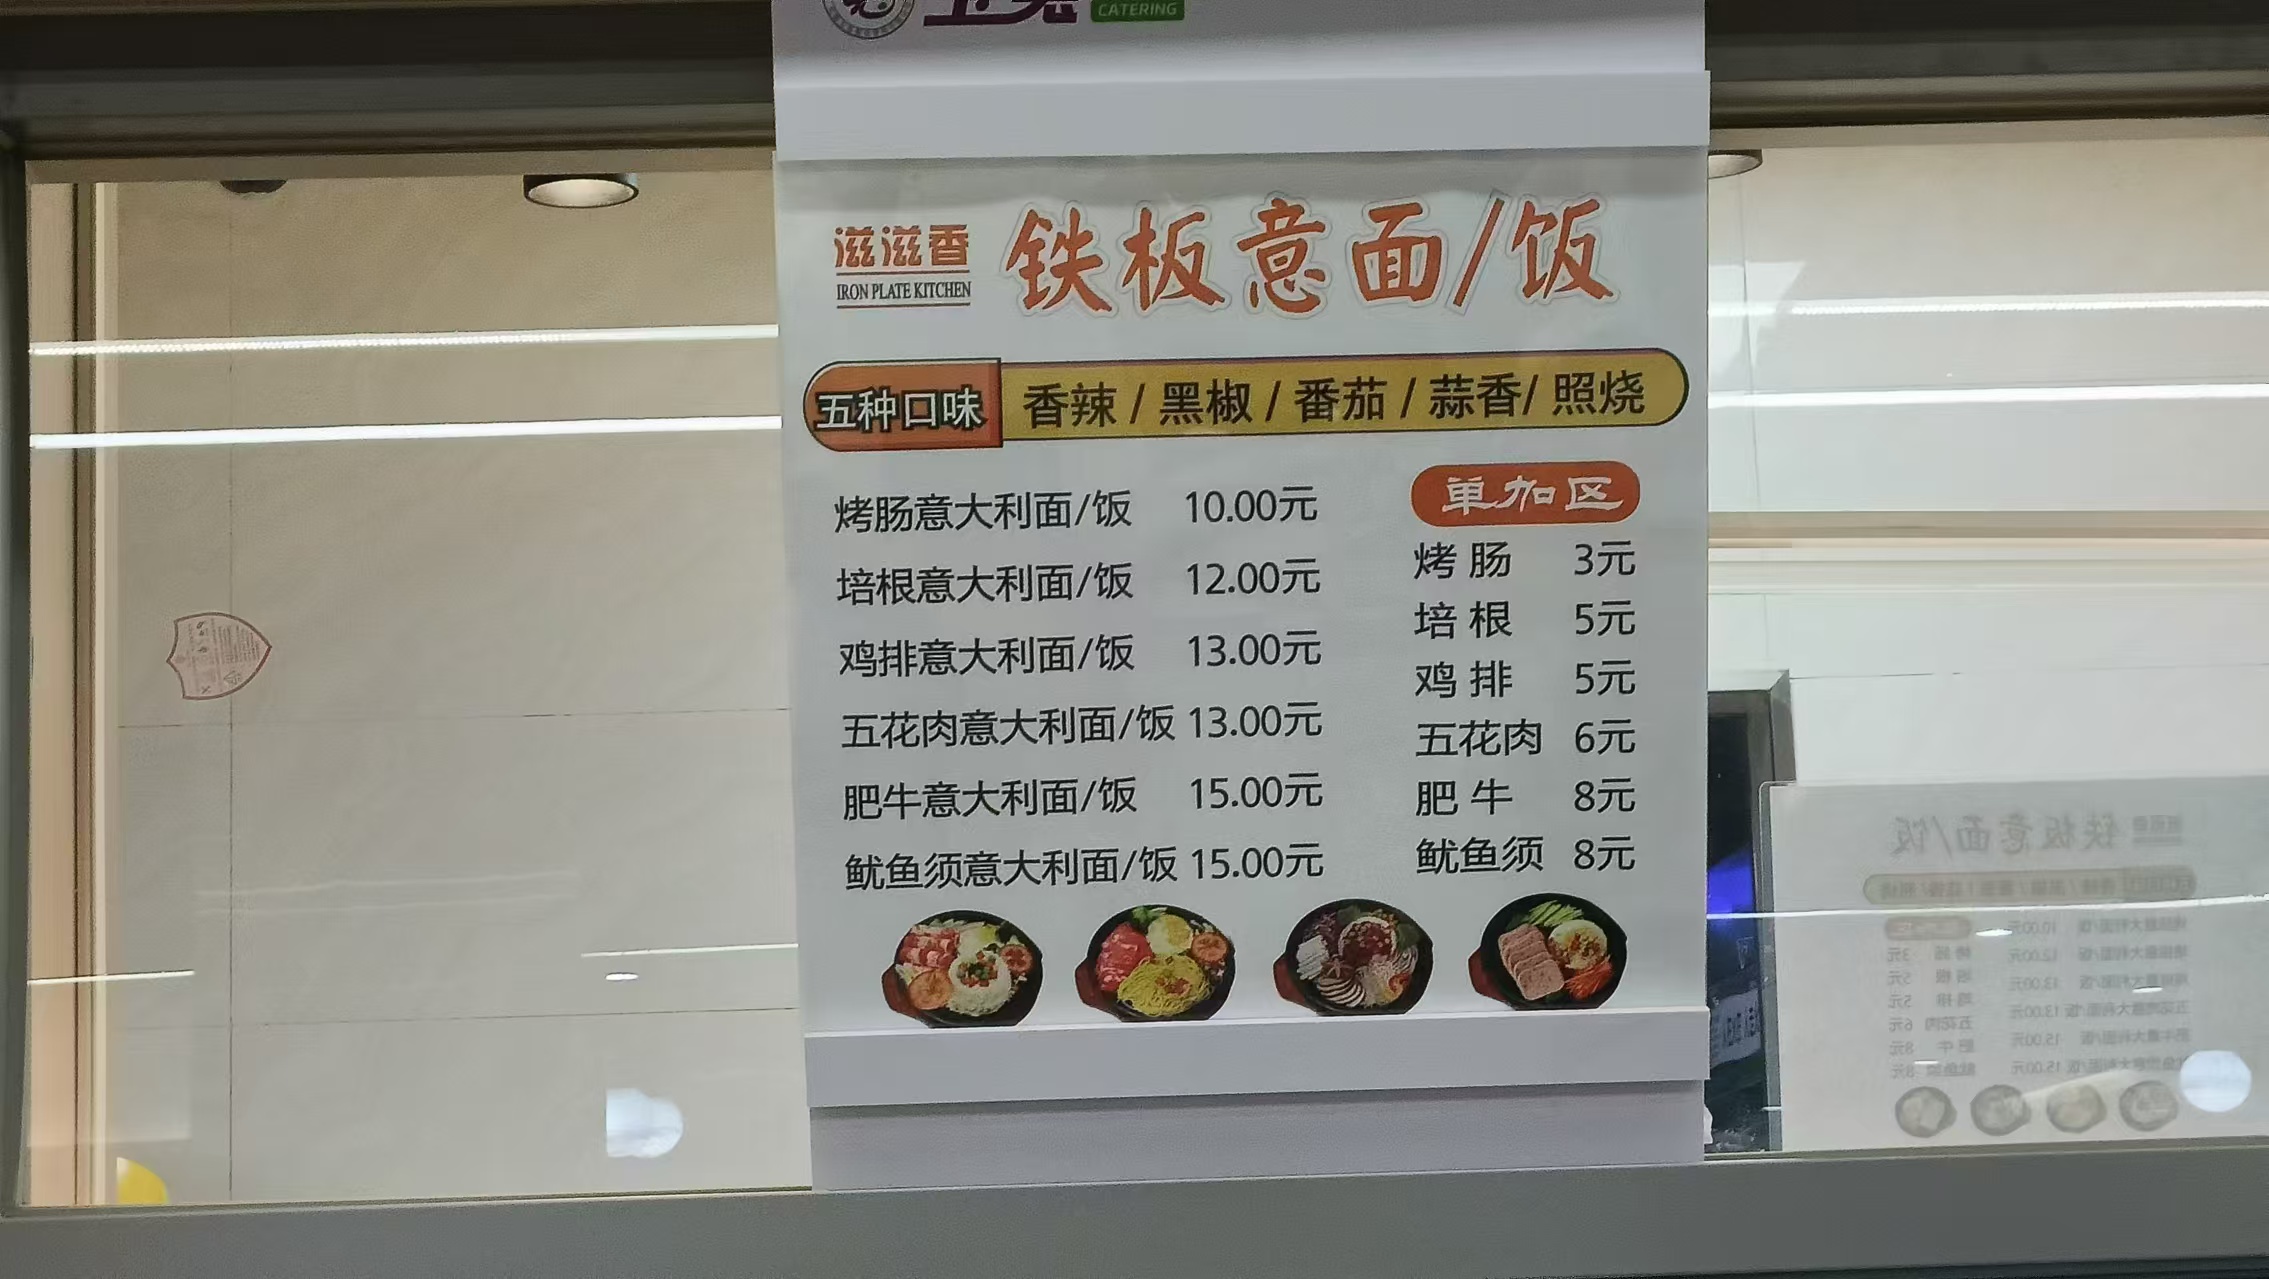 CATERING
滋滋香
IRON PLATE KITCHEN
铁板意面/饭
五种口味 香辣 / 黑椒 / 番茄 / 蒜香/ 照烧
烤肠意大利面/饭 10.00元
培根意大利面/饭 12.00元
鸡排意大利面/饭 13.00元
五花肉意大利面/饭 13.00元
肥牛意大利面/饭 15.00元
鱿鱼须意大利面/饭 15.00元
单加区
烤肠 3元
培根 5元
鸡排 5元
五花肉 6元
肥牛 8元
鱿鱼须 8元